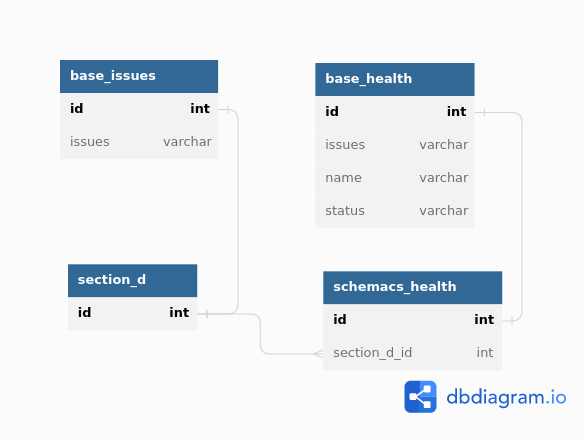 base_issues
id int
issues varchar
base_health
id int
issues varchar
name varchar
status varchar
section_d
id int
schemacs_health
id int
section_d_id int
dbdiagram.io